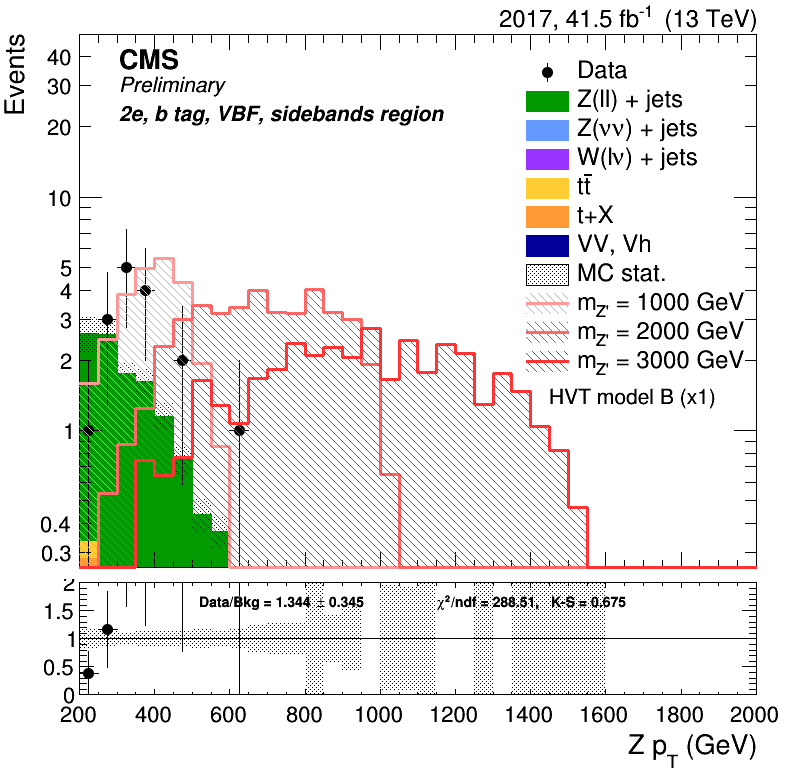 2017, 41.5 fb⁻¹ (13 TeV)
Events
CMS
Preliminary
2e, b tag, VBF, sidebands region
Data
Z(ll) + jets
Z(νν) + jets
W(lν) + jets
tt̄
t+X
VV, Vh
MC stat.
m_Z' = 1000 GeV
m_Z' = 2000 GeV
m_Z' = 3000 GeV
HVT model B (x1)
40
30
20
10
5
4
3
2
1
0.4
0.3
Data/Bkg = 1.344 ± 0.345 χ²/ndf = 288.51, K-S = 0.675
2
1.5
1
0.5
0
200 400 600 800 1000 1200 1400 1600 1800 2000
Z p_T (GeV)